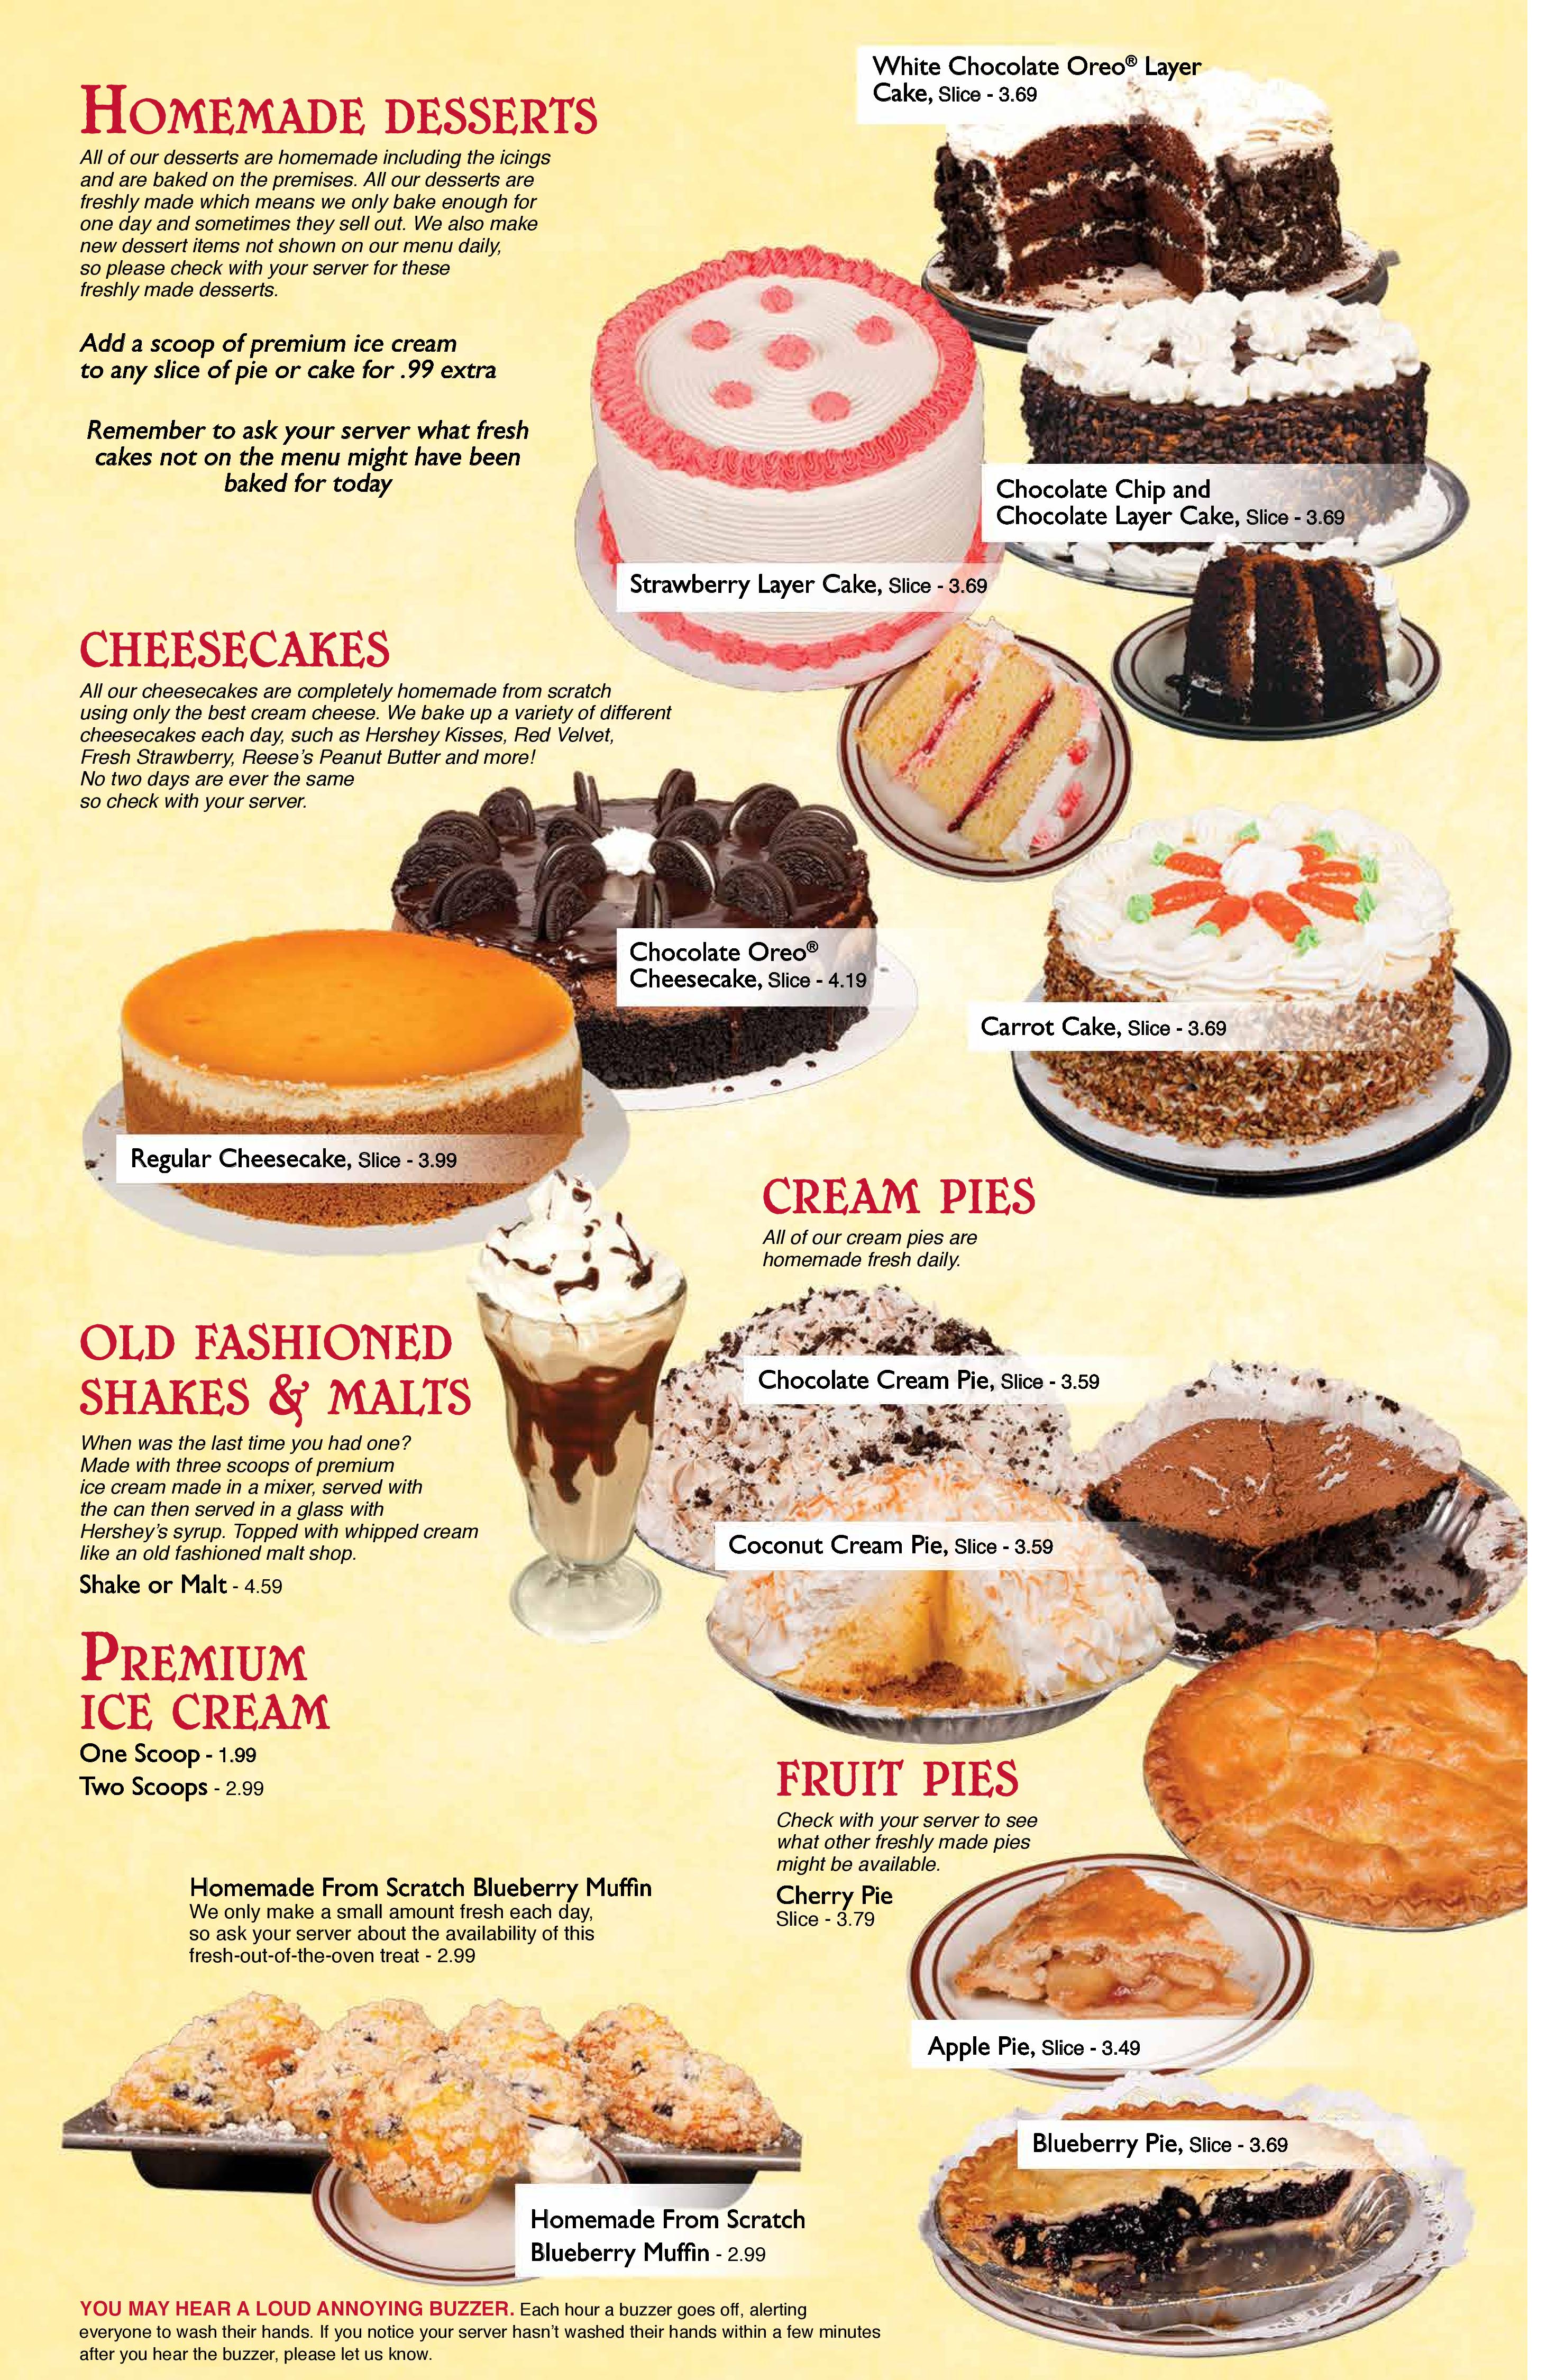 HOMEMADE DESSERTS
All of our desserts are homemade including the icings
and are baked on the premises. All our desserts are
freshly made which means we only bake enough for
one day and sometimes they sell out. We also make
new dessert items not shown on our menu daily,
so please check with your server for these
freshly made desserts.
Add a scoop of premium ice cream
to any slice of pie or cake for .99 extra
Remember to ask your server what fresh
cakes not on the menu might have been
baked for today
White Chocolate Oreo® Layer
Cake, Slice - 3.69
Chocolate Chip and
Chocolate Layer Cake, Slice - 3.69
Strawberry Layer Cake, Slice - 3.69
CHEESECAKES
All our cheesecakes are completely homemade from scratch
using only the best cream cheese. We bake up a variety of different
cheesecakes each day, such as Hershey Kisses, Red Velvet,
Fresh Strawberry, Reese's Peanut Butter and more!
No two days are ever the same
so check with your server.
Chocolate Oreo®
Cheesecake, Slice - 4.19
Carrot Cake, Slice - 3.69
Regular Cheesecake, Slice - 3.99
CREAM PIES
All of our cream pies are
homemade fresh daily.
Chocolate Cream Pie, Slice - 3.59
Coconut Cream Pie, Slice - 3.59
OLD FASHIONED
SHAKES & MALTS
When was the last time you had one?
Made with three scoops of premium
ice cream made in a mixer, served with
the can then served in a glass with
Hershey's syrup. Topped with whipped cream
like an old fashioned malt shop.
Shake or Malt - 4.59
PREMIUM
ICE CREAM
One Scoop - 1.99
Two Scoops - 2.99
FRUIT PIES
Check with your server to see
what other freshly made pies
might be available.
Cherry Pie
Slice - 3.79
Apple Pie, Slice - 3.49
Blueberry Pie, Slice - 3.69
Homemade From Scratch Blueberry Muffin
We only make a small amount fresh each day,
so ask your server about the availability of this
fresh-out-of-the-oven treat - 2.99
Homemade From Scratch
Blueberry Muffin - 2.99
YOU MAY HEAR A LOUD ANNOYING BUZZER. Each hour a buzzer goes off, alerting
everyone to wash their hands. If you notice your server hasn't washed their hands within a few minutes
after you hear the buzzer, please let us know.